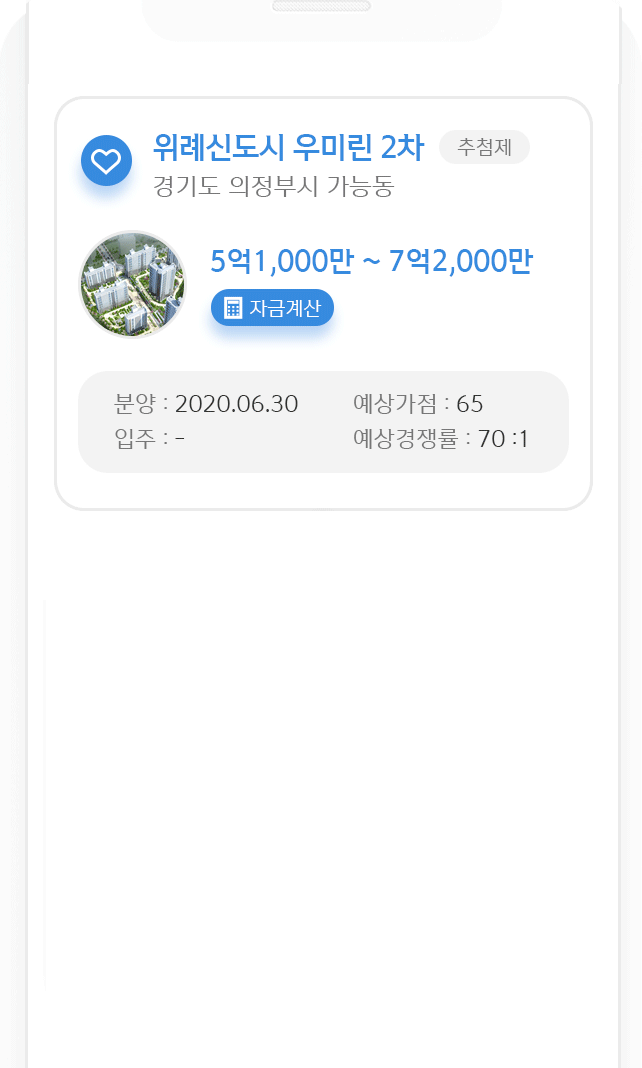 위례신도시 우미린 2차 추첨제
경기도 의정부시 가능동
5억1,000만 ~ 7억2,000만
자금계산
분양 : 2020.06.30 예상가점 : 65
입주 : - 예상경쟁률 : 70 :1